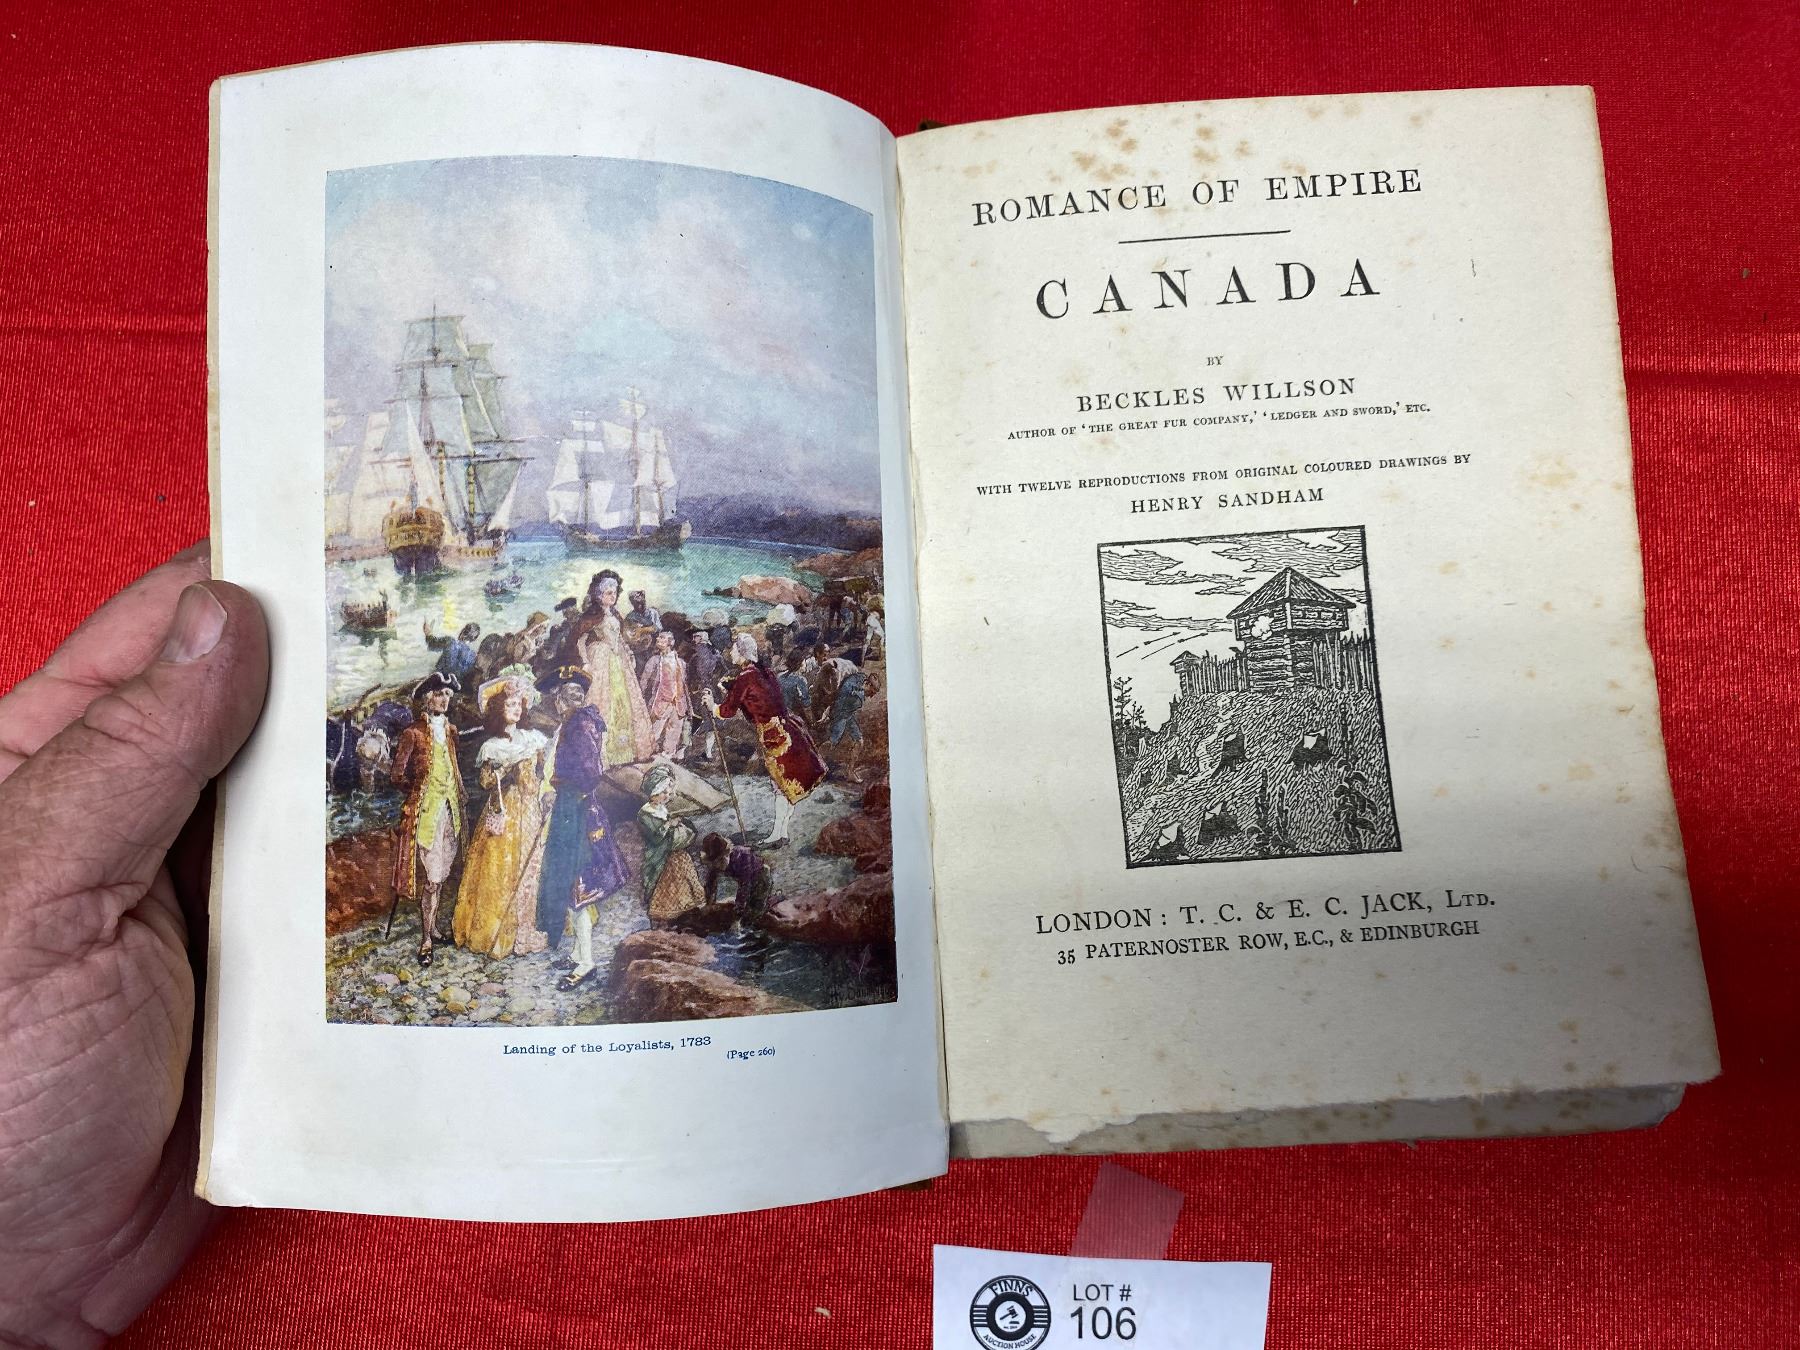 Landing of the Loyalists, 1783
(Page 260)
ROMANCE OF EMPIRE
CANADA
BY
BECKLES WILLSON
AUTHOR OF ‘THE GREAT FUR COMPANY,’ ‘LEDGER AND SWORD,’ ETC.
WITH TWELVE REPRODUCTIONS FROM ORIGINAL COLOURED DRAWINGS BY
HENRY SANDHAM
LONDON: T. C. & E. C. JACK, LTD.
35 PATERNOSTER ROW, E.C., & EDINBURGH
FINNS
AUCTION HOUSE
LOT #
106